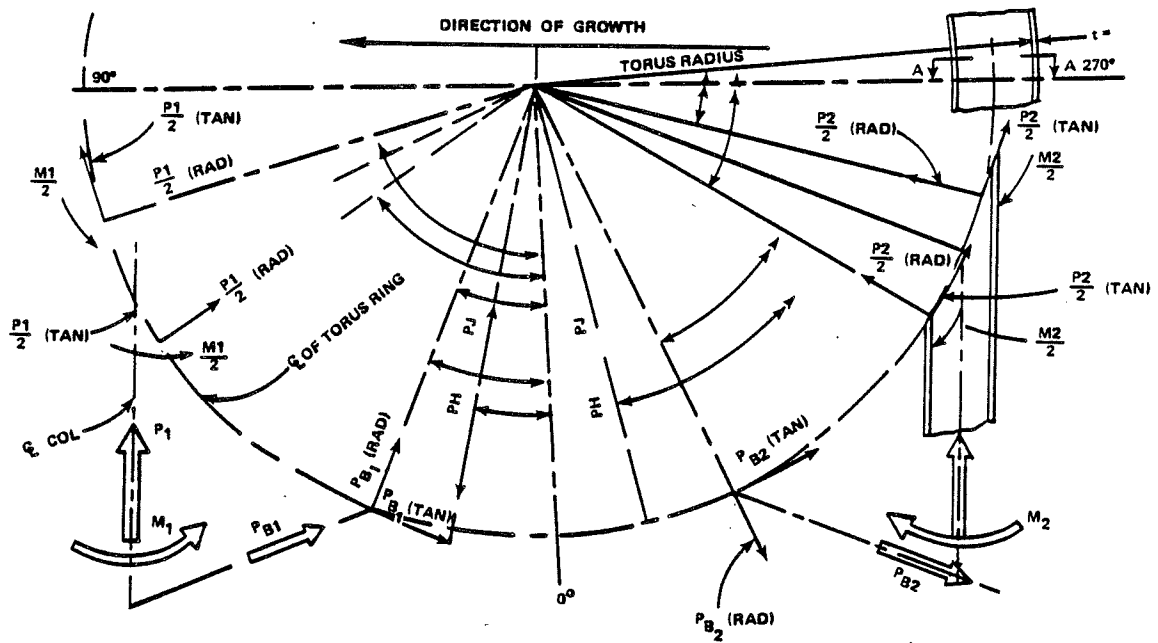 DIRECTION OF GROWTH
t =
TORUS RADIUS
A
A 270°
90°
P1/2 (TAN)
P2/2 (RAD)
P2/2 (TAN)
P1/2 (RAD)
M1/2
M2/2
P1/2 (RAD)
P2/2 (RAD)
P2/2 (TAN)
P1/2 (TAN)
M1/2
℄ OF TORUS RING
PJ
PJ
M2/2
PH
PH
℄ COL
P1
PB1 (RAD)
PB1 (TAN)
PB2 (TAN)
M1
PB1
M2
PB2
0°
PB2 (RAD)